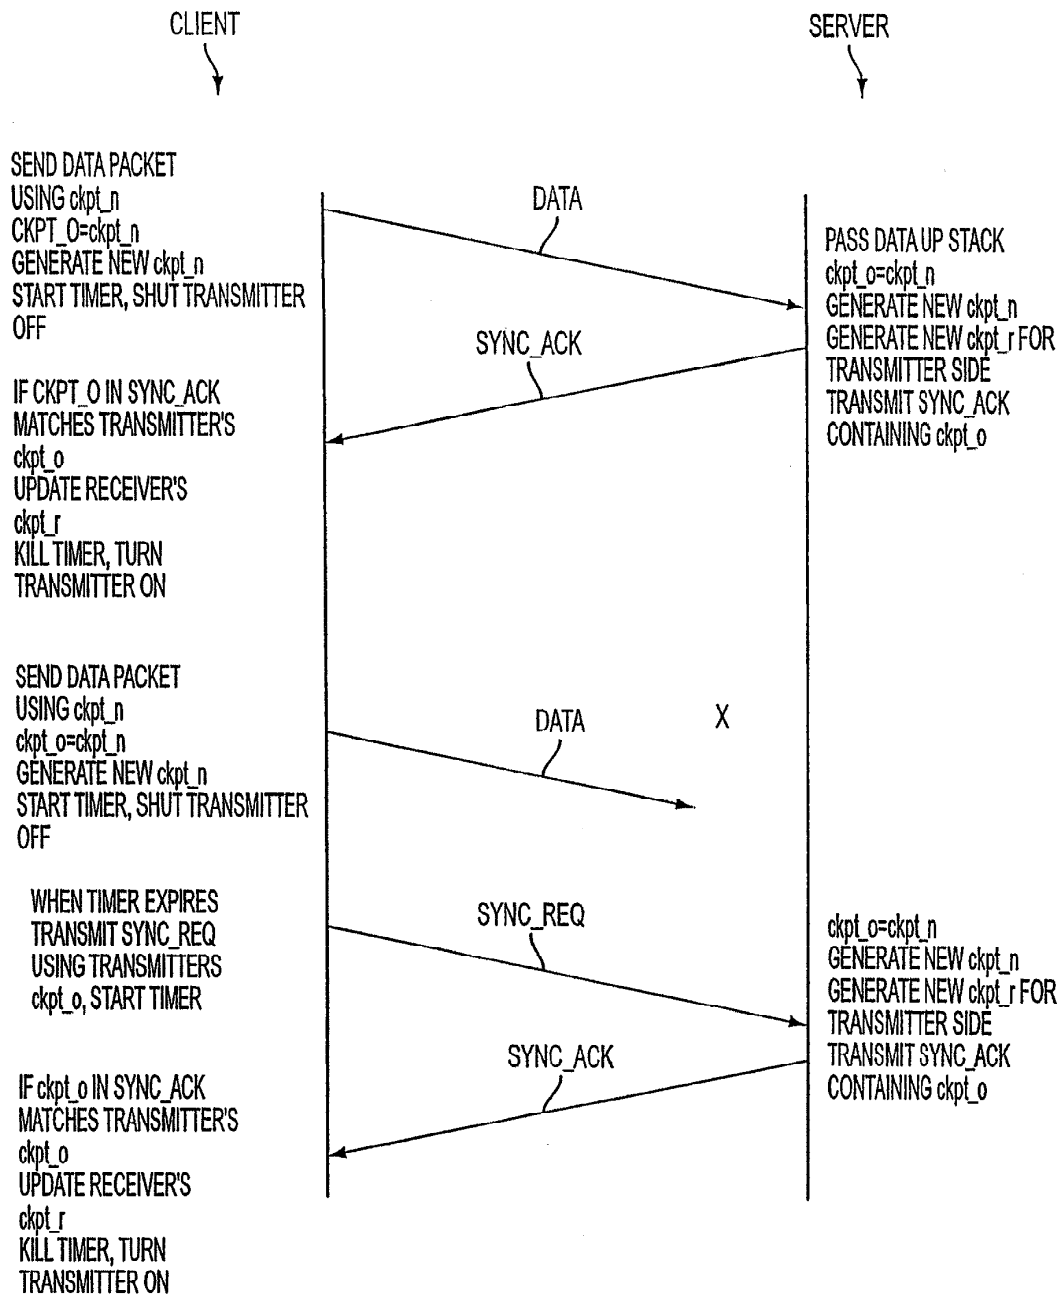 CLIENT
SERVER
SEND DATA PACKET
USING ckpt_n
CKPT_O=ckpt_n
GENERATE NEW ckpt_n
START TIMER, SHUT TRANSMITTER
OFF
DATA
PASS DATA UP STACK
ckpt_o=ckpt_n
GENERATE NEW ckpt_n
GENERATE NEW ckpt_r FOR
TRANSMITTER SIDE
TRANSMIT SYNC_ACK
CONTAINING ckpt_o
SYNC_ACK
IF CKPT_O IN SYNC_ACK
MATCHES TRANSMITTER'S
ckpt_o
UPDATE RECEIVER'S
ckpt_r
KILL TIMER, TURN
TRANSMITTER ON
SEND DATA PACKET
USING ckpt_n
ckpt_o=ckpt_n
GENERATE NEW ckpt_n
START TIMER, SHUT TRANSMITTER
OFF
DATA
X
WHEN TIMER EXPIRES
TRANSMIT SYNC_REQ
USING TRANSMITTERS
ckpt_o, START TIMER
SYNC_REQ
ckpt_o=ckpt_n
GENERATE NEW ckpt_n
GENERATE NEW ckpt_r FOR
TRANSMITTER SIDE
TRANSMIT SYNC_ACK
CONTAINING ckpt_o
SYNC_ACK
IF ckpt_o IN SYNC_ACK
MATCHES TRANSMITTER'S
ckpt_o
UPDATE RECEIVER'S
ckpt_r
KILL TIMER, TURN
TRANSMITTER ON